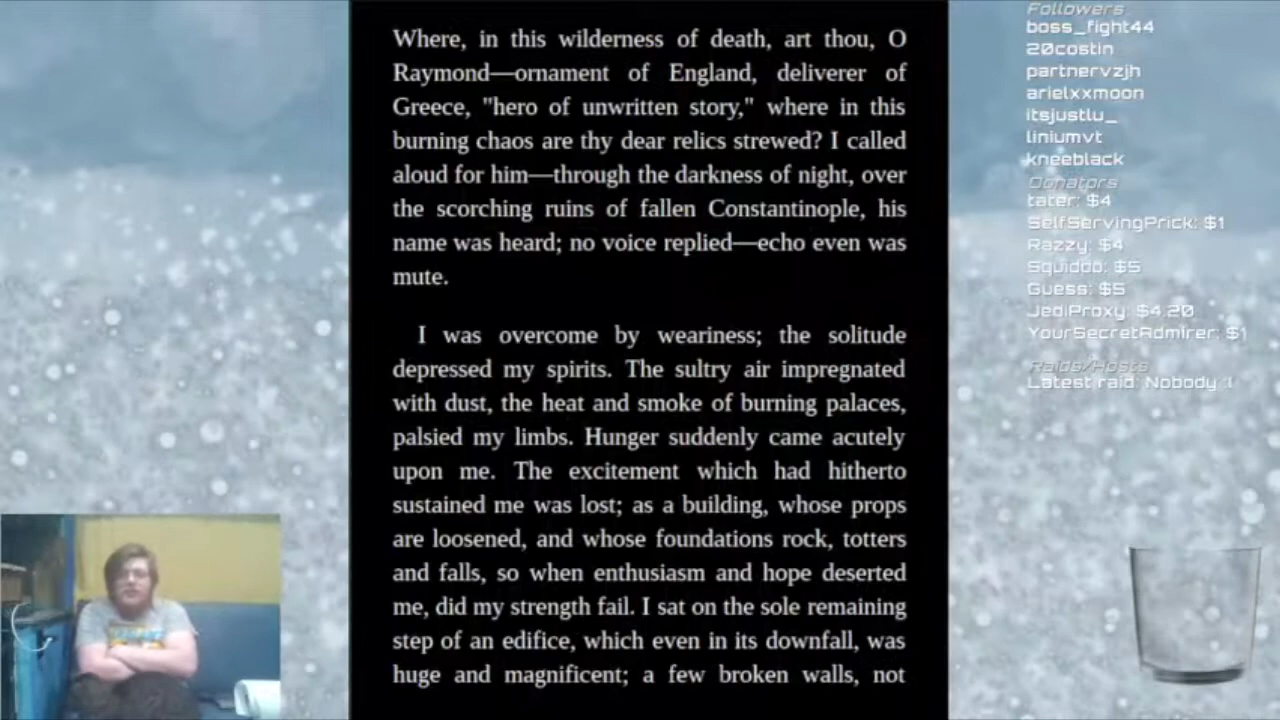 Where, in this wilderness of death, art thou, O
Raymond—ornament of England, deliverer of
Greece, "hero of unwritten story," where in this
burning chaos are thy dear relics strewed? I called
aloud for him—through the darkness of night, over
the scorching ruins of fallen Constantinople, his
name was heard; no voice replied—echo even was
mute.
I was overcome by weariness; the solitude
depressed my spirits. The sultry air impregnated
with dust, the heat and smoke of burning palaces,
palsied my limbs. Hunger suddenly came acutely
upon me. The excitement which had hitherto
sustained me was lost; as a building, whose props
are loosened, and whose foundations rock, totters
and falls, so when enthusiasm and hope deserted
me, did my strength fail. I sat on the sole remaining
step of an edifice, which even in its downfall, was
huge and magnificent; a few broken walls, not
Followers
boss_fight44
20costin
partnervzjh
arielxxmoon
itsjustlu_
liniumvt
kneeblack
Donators
tater: $4
SelfServingPrick: $1
Razzy: $4
Squidoo: $5
Guess: $5
JediProxy: $4.20
YourSecretAdmirer: $1
Raids/Hosts
Latest raid: Nobody :(